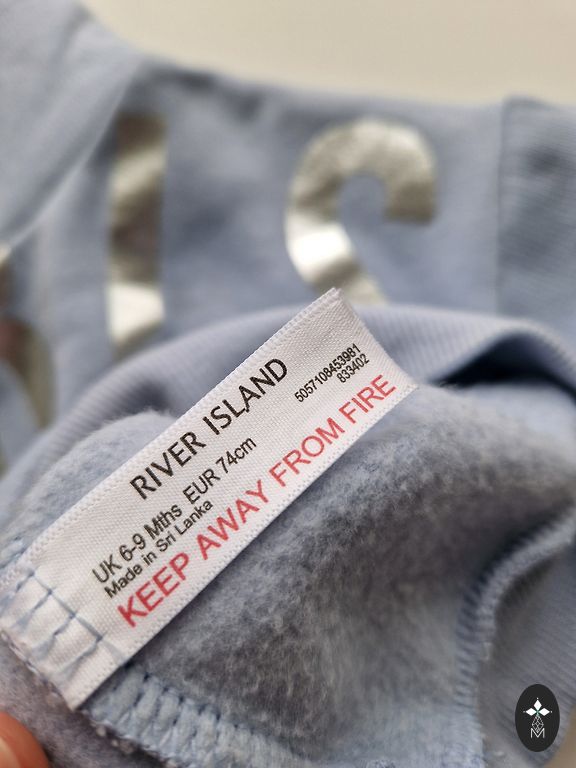 RIVER ISLAND
5057108453981
833402
UK 6-9 Mths EUR 74cm
Made in Sri Lanka
KEEP AWAY FROM FIRE
M